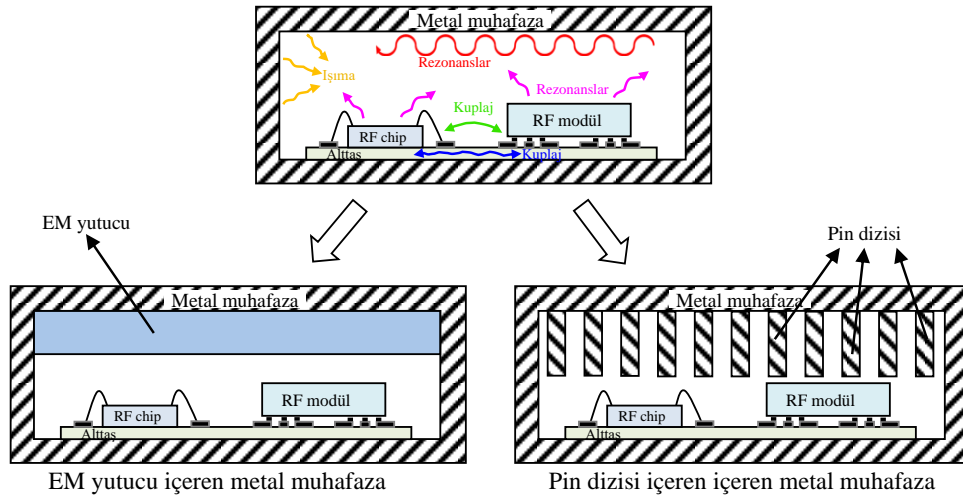 Metal muhafaza
Rezonanslar
Işıma
Rezonanslar
Kuplaj
RF modül
RF chip
Alttaş
Kuplaj
EM yutucu
Pin dizisi
Metal muhafaza
RF modül
RF chip
Alttaş
EM yutucu içeren metal muhafaza
Metal muhafaza
RF modül
RF chip
Alttaş
Pin dizisi içeren içeren metal muhafaza